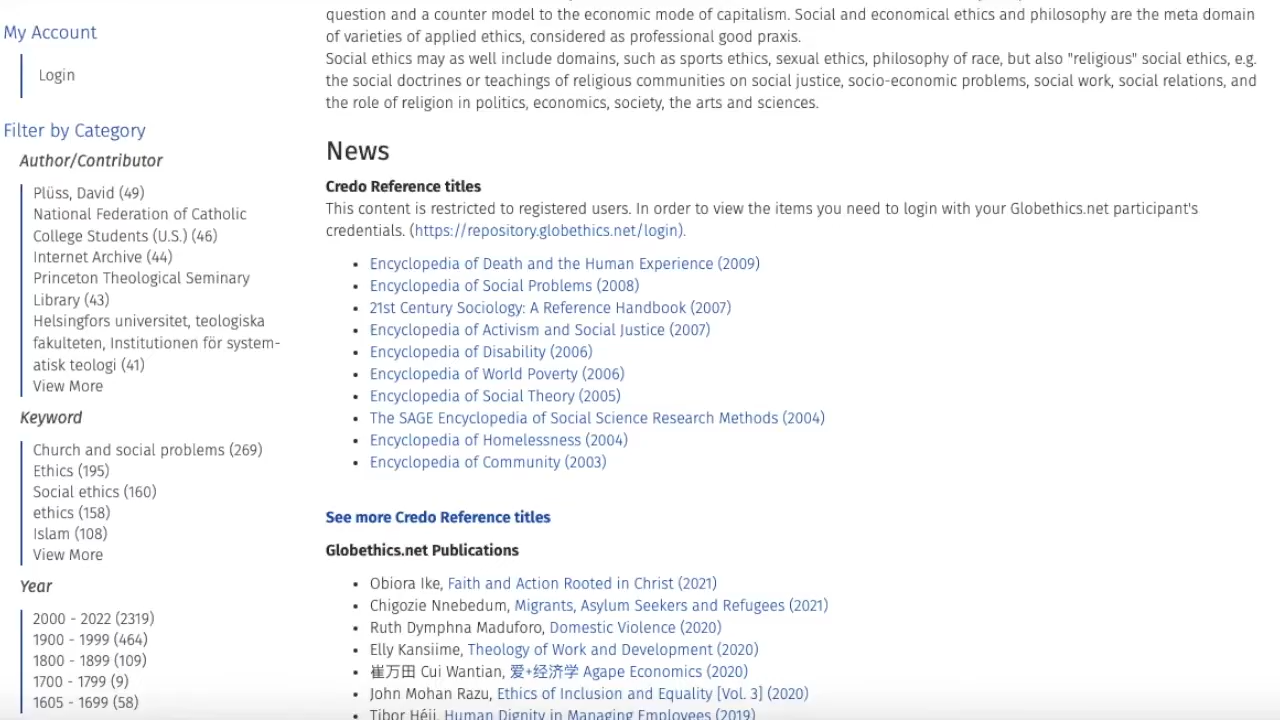 My Account
Login
Filter by Category
Author/Contributor
Plüss, David (49)
National Federation of Catholic
College Students (U.S.) (46)
Internet Archive (44)
Princeton Theological Seminary
Library (43)
Helsingfors universitet, teologiska
fakulteten, Institutionen för system-
atisk teologi (41)
View More
Keyword
Church and social problems (269)
Ethics (195)
Social ethics (160)
ethics (158)
Islam (108)
View More
Year
2000 - 2022 (2319)
1900 - 1999 (464)
1800 - 1899 (109)
1700 - 1799 (9)
1605 - 1699 (58)
question and a counter model to the economic mode of capitalism. Social and economical ethics and philosophy are the meta domain
of varieties of applied ethics, considered as professional good praxis.
Social ethics may as well include domains, such as sports ethics, sexual ethics, philosophy of race, but also "religious" social ethics, e.g.
the social doctrines or teachings of religious communities on social justice, socio-economic problems, social work, social relations, and
the role of religion in politics, economics, society, the arts and sciences.
News
Credo Reference titles
This content is restricted to registered users. In order to view the items you need to login with your Globethics.net participant's
credentials. (https://repository.globethics.net/login).
• Encyclopedia of Death and the Human Experience (2009)
• Encyclopedia of Social Problems (2008)
• 21st Century Sociology: A Reference Handbook (2007)
• Encyclopedia of Activism and Social Justice (2007)
• Encyclopedia of Disability (2006)
• Encyclopedia of World Poverty (2006)
• Encyclopedia of Social Theory (2005)
• The SAGE Encyclopedia of Social Science Research Methods (2004)
• Encyclopedia of Homelessness (2004)
• Encyclopedia of Community (2003)
See more Credo Reference titles
Globethics.net Publications
• Obiora Ike, Faith and Action Rooted in Christ (2021)
• Chigozie Nnebedum, Migrants, Asylum Seekers and Refugees (2021)
• Ruth Dymphna Maduforo, Domestic Violence (2020)
• Elly Kansiime, Theology of Work and Development (2020)
• 崔万田 Cui Wantian, 爱+经济学 Agape Economics (2020)
• John Mohan Razu, Ethics of Inclusion and Equality [Vol. 3] (2020)
• Tibor Héjj, Human Dignity in Managing Employees (2019)